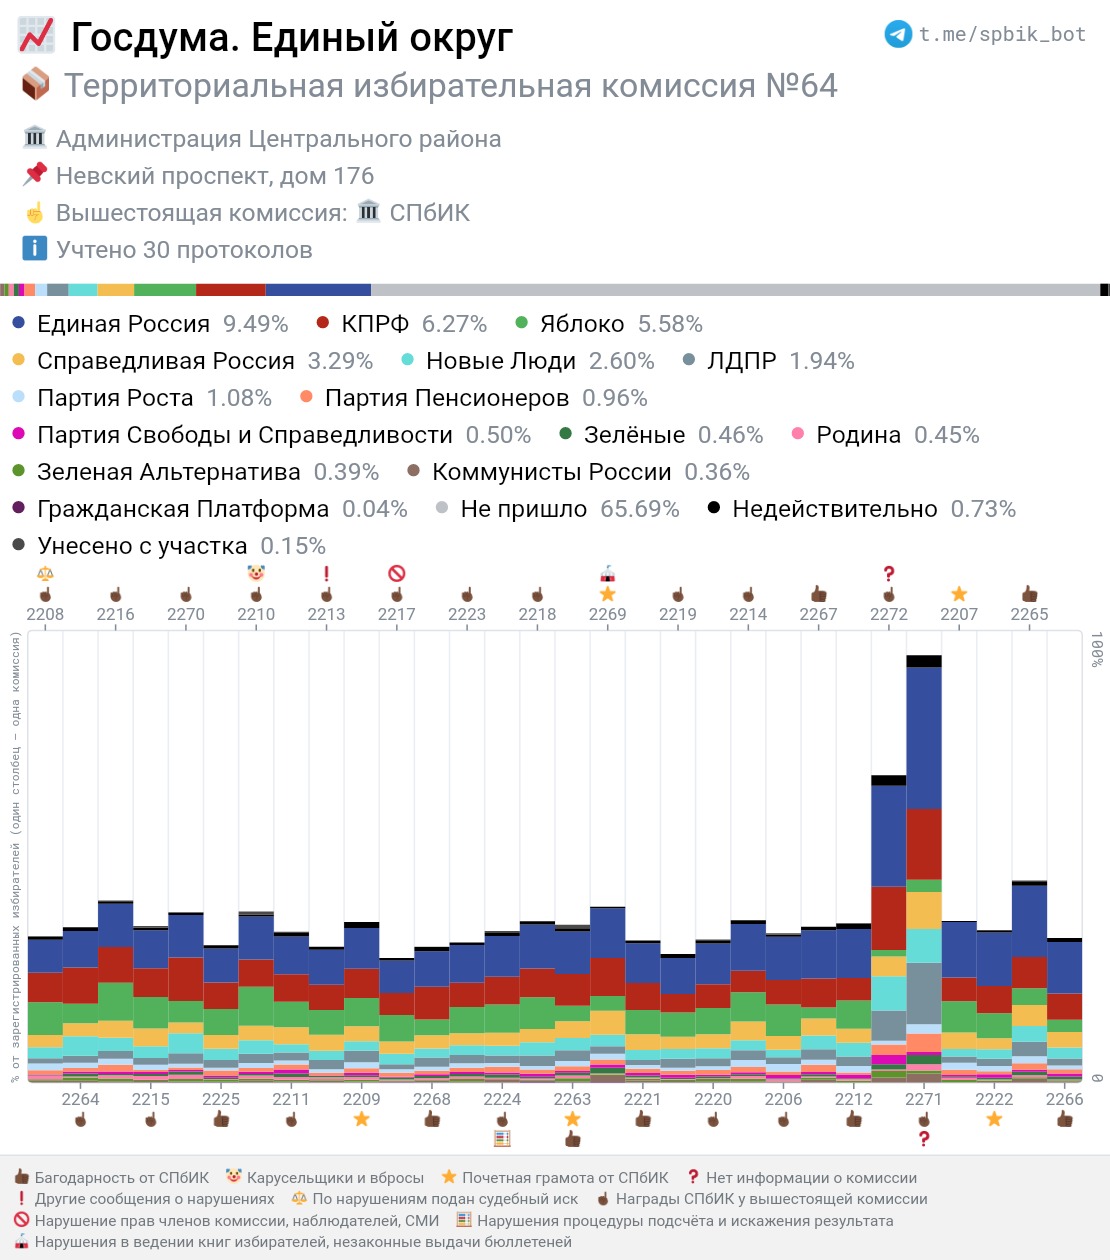 Госдума. Единый округ
t.me/spbik_bot
Территориальная избирательная комиссия №64
Администрация Центрального района
Невский проспект, дом 176
Вышестоящая комиссия: СПбИК
Учтено 30 протоколов
Единая Россия 9.49% КПРФ 6.27% Яблоко 5.58%
Справедливая Россия 3.29% Новые Люди 2.60% ЛДПР 1.94%
Партия Роста 1.08% Партия Пенсионеров 0.96%
Партия Свободы и Справедливости 0.50% Зелёные 0.46% Родина 0.45%
Зеленая Альтернатива 0.39% Коммунисты России 0.36%
Гражданская Платформа 0.04% Не пришло 65.69% Недействительно 0.73%
Унесено с участка 0.15%
2208 2216 2270 2210 2213 2217 2223 2218 2269 2219 2214 2267 2272 2207 2265
% от зарегистрированных избирателей (один столбец — одна комиссия)
100%
0
2264 2215 2225 2211 2209 2268 2224 2263 2221 2220 2206 2212 2271 2222 2266
Багодарность от СПбИК Карусельщики и вбросы Почетная грамота от СПбИК Нет информации о комиссии
Другие сообщения о нарушениях По нарушениям подан судебный иск Награды СПбИК у вышестоящей комиссии
Нарушение прав членов комиссии, наблюдателей, СМИ Нарушения процедуры подсчёта и искажения результата
Нарушения в ведении книг избирателей, незаконные выдачи бюллетеней